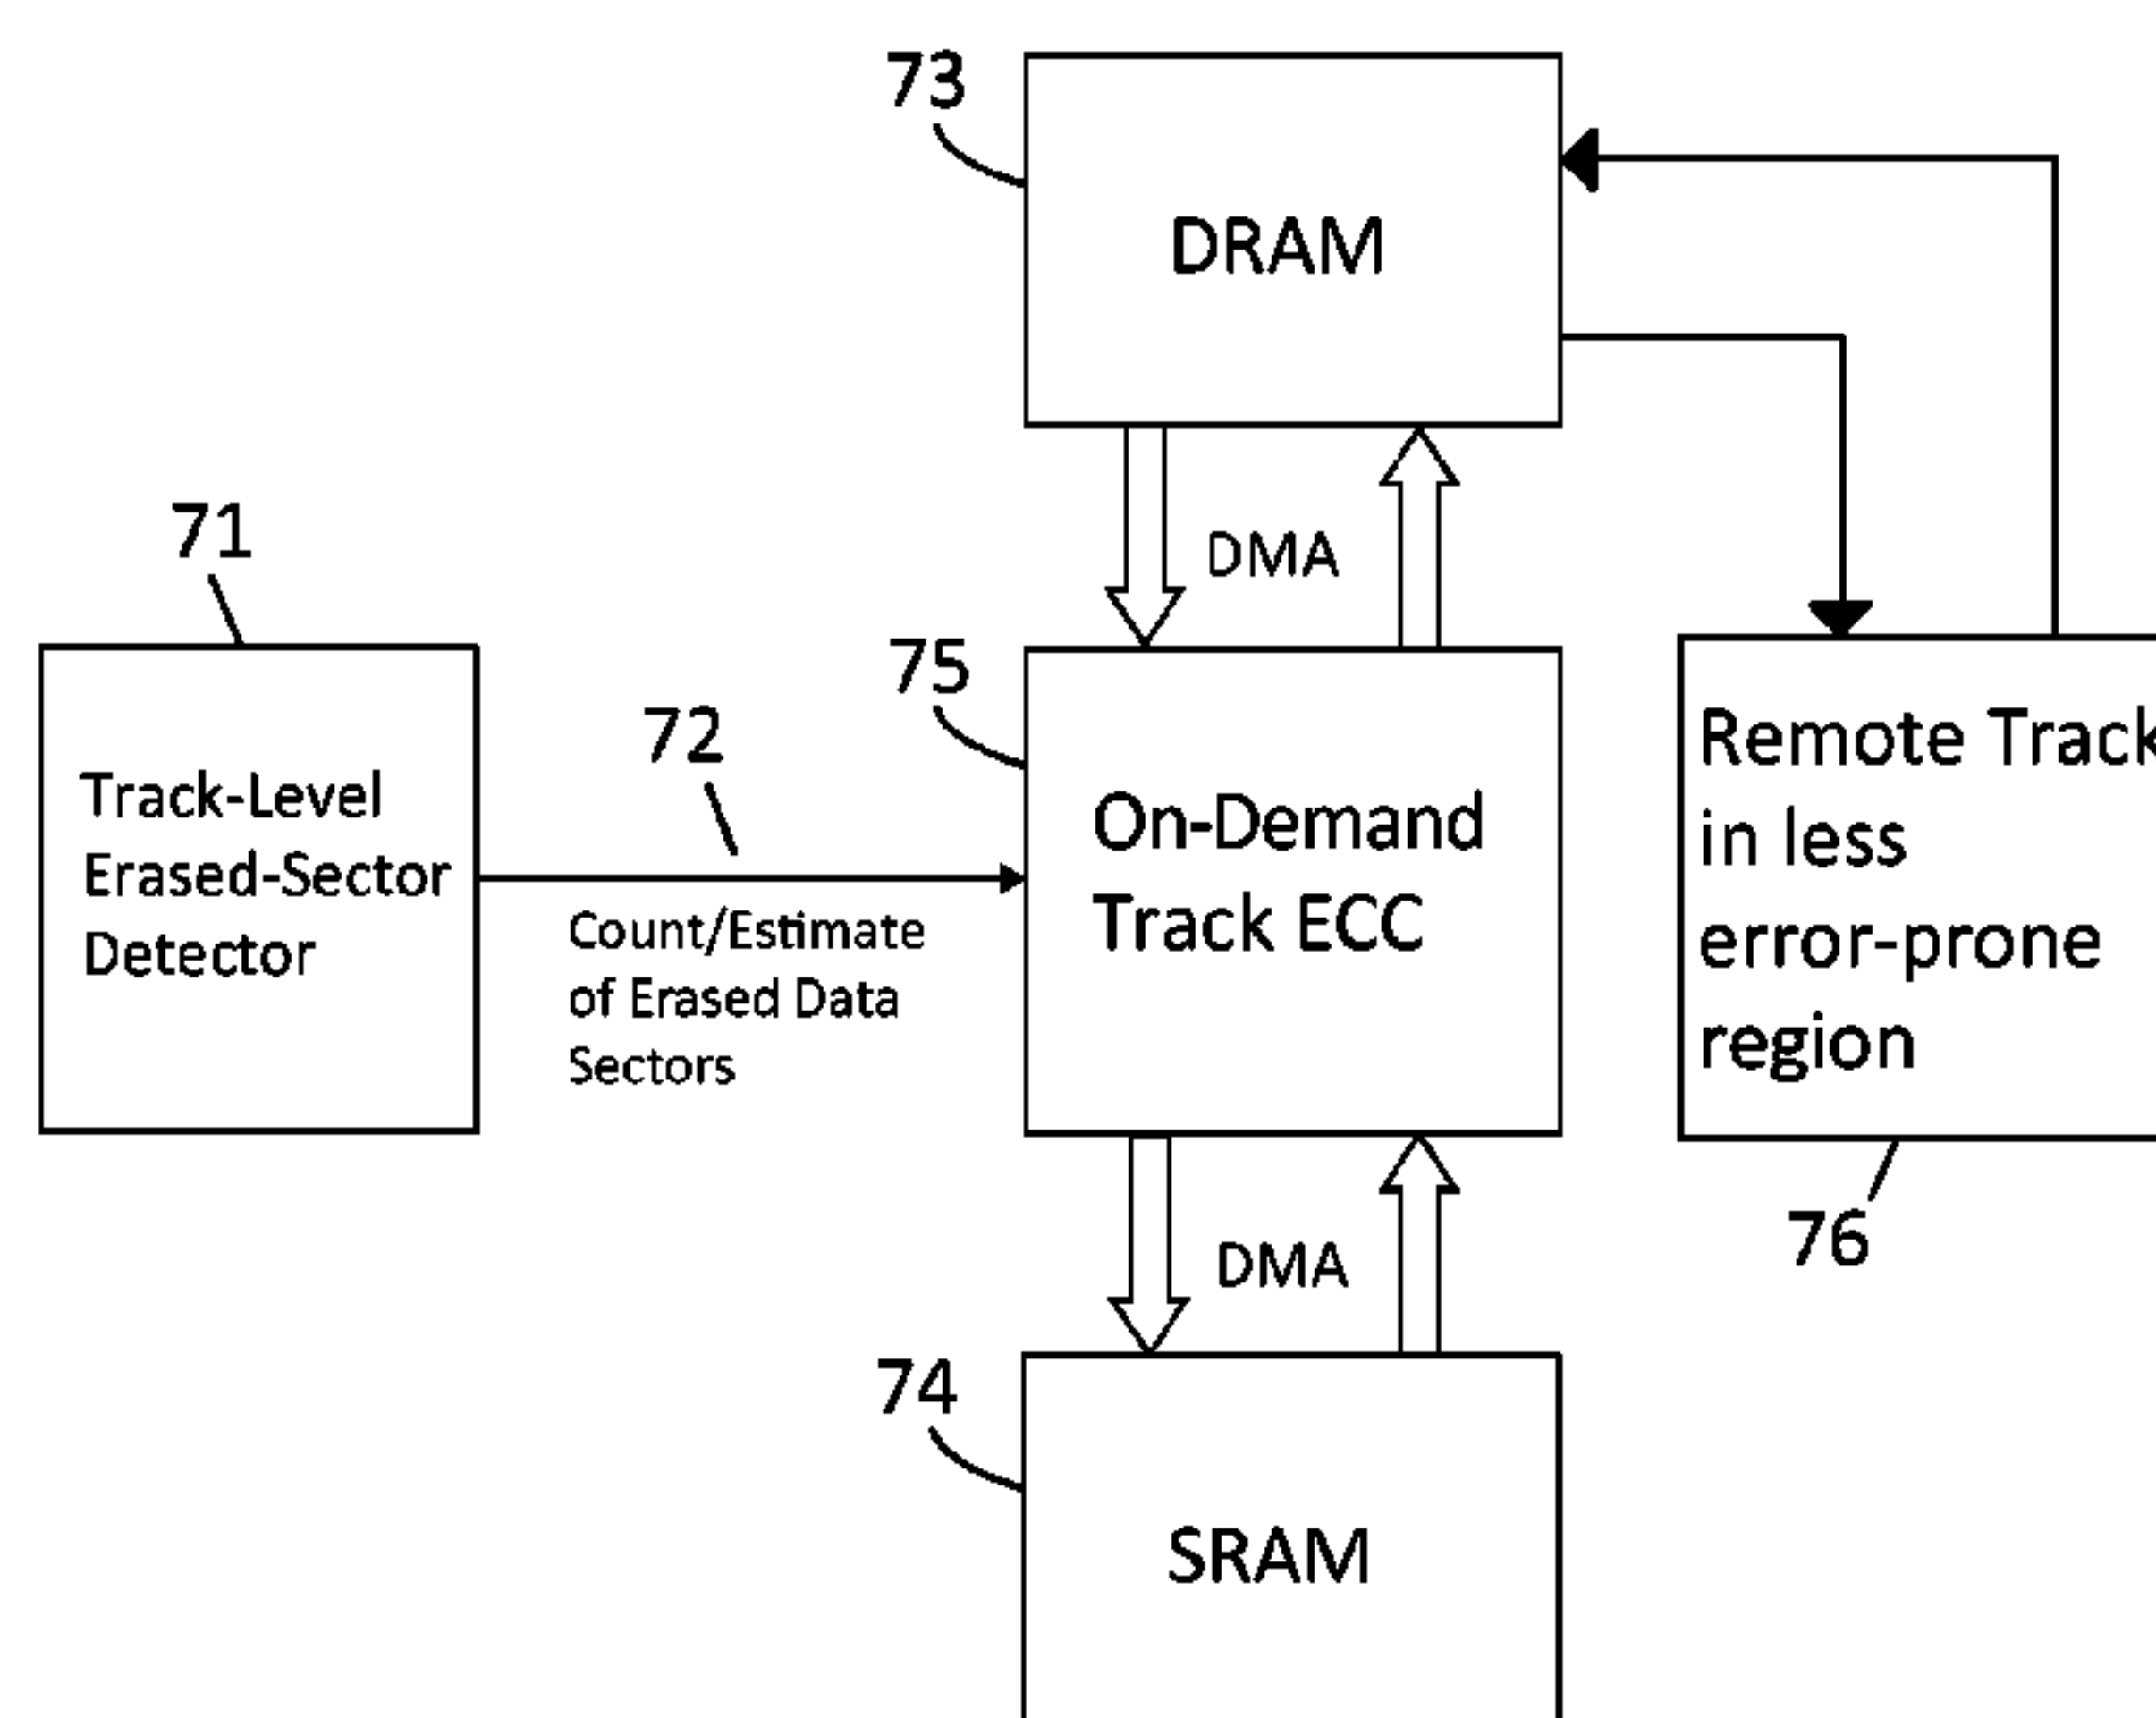 73
DRAM
DMA
71
Track-Level
Erased-Sector
Detector
72
Count/Estimate
of Erased Data
Sectors
75
On-Demand
Track ECC
Remote Track
in less
error-prone
region
76
DMA
74
SRAM